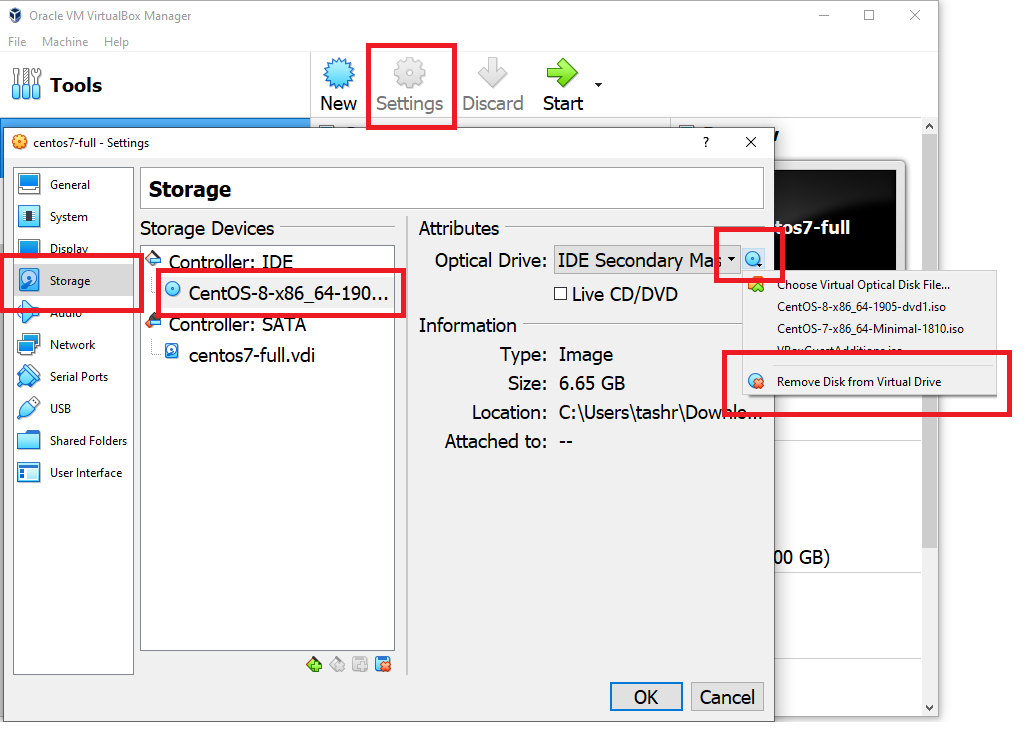 Oracle VM VirtualBox Manager
File Machine Help
Tools
New
Settings
Discard
Start
centos7-full - Settings
?
General
System
Display
Storage
Audio
Network
Serial Ports
USB
Shared Folders
User Interface
Storage
Storage Devices
Controller: IDE
CentOS-8-x86_64-190...
Controller: SATA
centos7-full.vdi
Attributes
Optical Drive: IDE Secondary Mas
Live CD/DVD
Information
Type: Image
Size: 6.65 GB
Location: C:\Users\tashr\Downlo...
Attached to: --
OK
Cancel
tos7-full
Choose Virtual Optical Disk File...
CentOS-8-x86_64-1905-dvd1.iso
CentOS-7-x86_64-Minimal-1810.iso
VBoxGuestAdditions.iso
Remove Disk from Virtual Drive
00 GB)